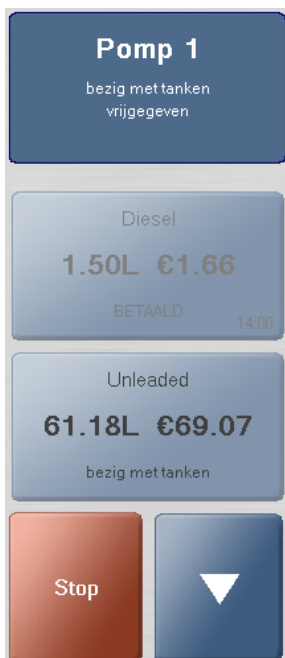 Pomp 1
bezig met tanken
vrijgegeven
Diesel
1.50L €1.66
BETAALD
14:00
Unleaded
61.18L €69.07
bezig met tanken
Stop